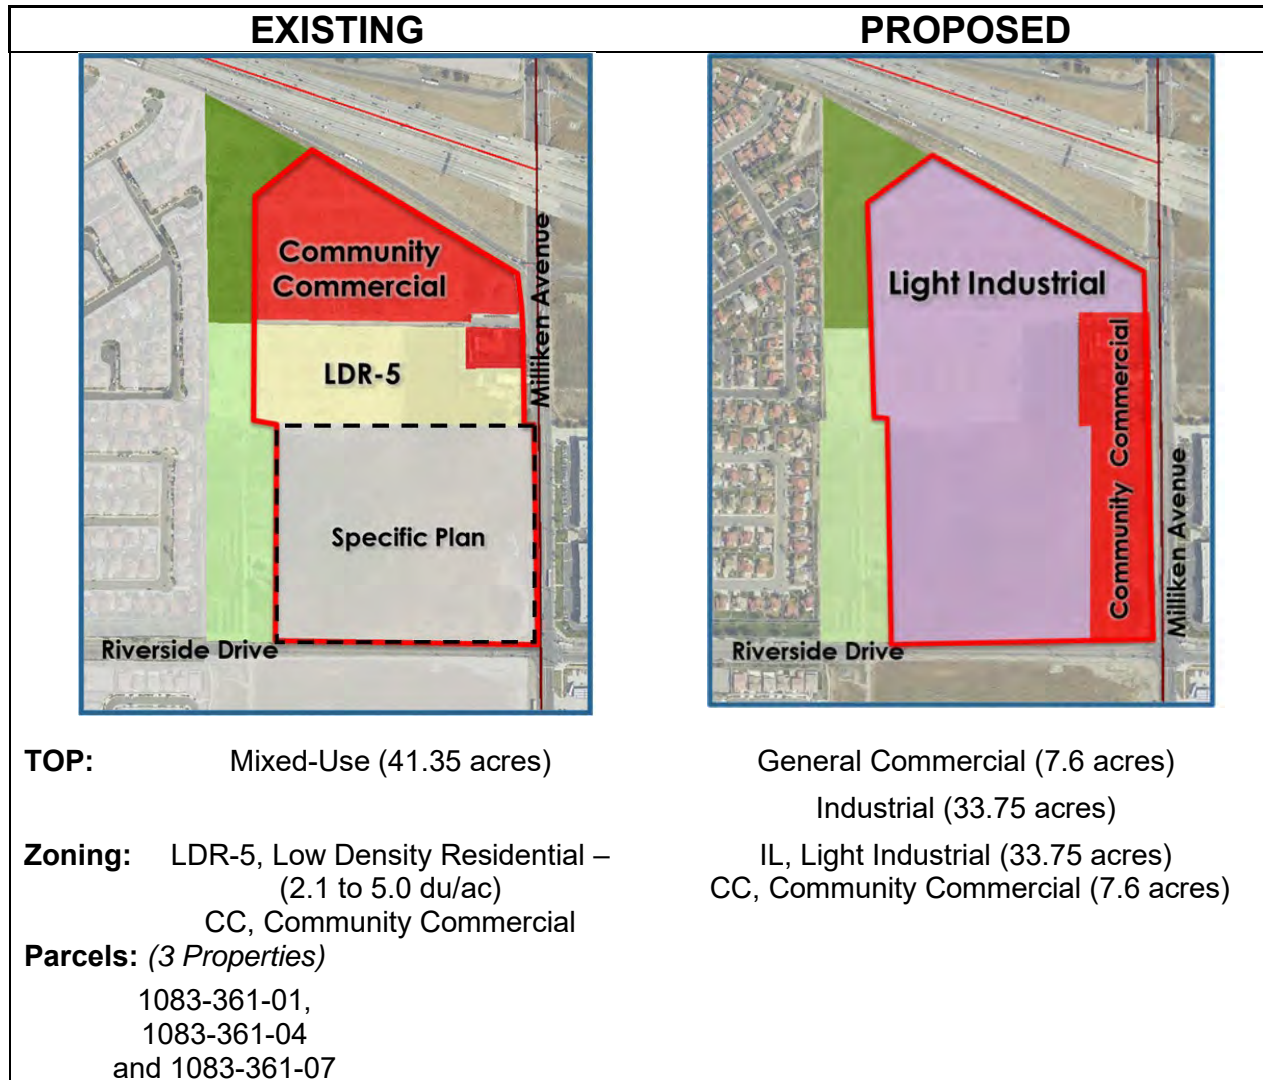 EXISTING
PROPOSED
Community
Commercial
LDR-5
Specific Plan
Milliken Avenue
Riverside Drive
Light Industrial
Community Commercial
Milliken Avenue
Riverside Drive
TOP: Mixed-Use (41.35 acres)
General Commercial (7.6 acres)
Industrial (33.75 acres)
Zoning: LDR-5, Low Density Residential –
(2.1 to 5.0 du/ac)
CC, Community Commercial
IL, Light Industrial (33.75 acres)
CC, Community Commercial (7.6 acres)
Parcels: (3 Properties)
1083-361-01,
1083-361-04
and 1083-361-07